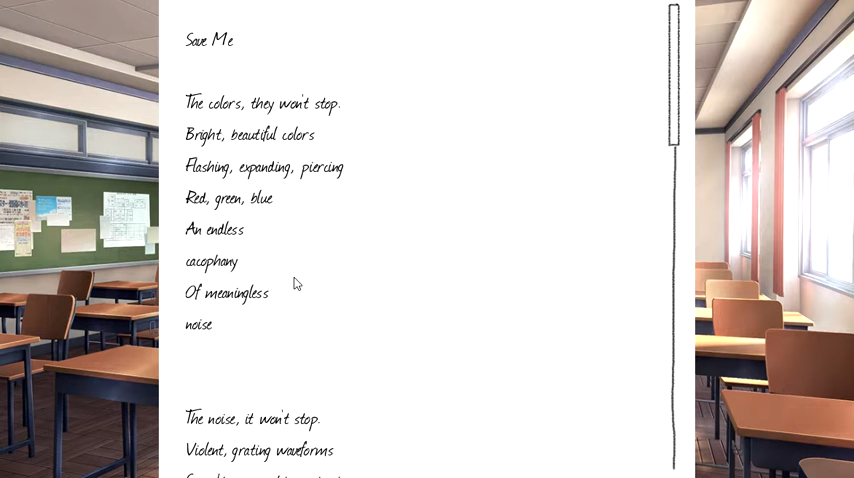 Save Me
The colors, they won't stop.
Bright, beautiful colors
Flashing, expanding, piercing
Red, green, blue
An endless
cacophany
Of meaningless
noise
The noise, it won't stop.
Violent, grating waveforms